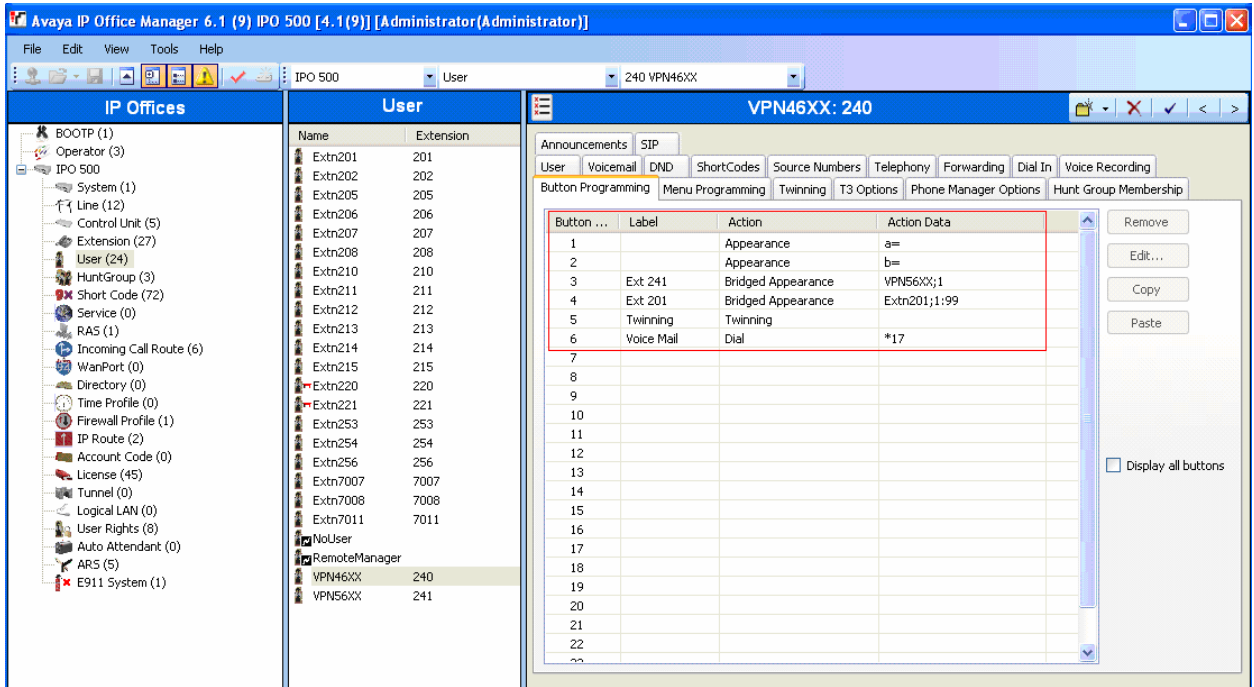 Avaya IP Office Manager 6.1 (9) IPO 500 [4.1(9)] [Administrator(Administrator)]
File Edit View Tools Help
IPO 500 User 240 VPN46XX
IP Offices
BOOTP (1)
Operator (3)
IPO 500
System (1)
Line (12)
Control Unit (5)
Extension (27)
User (24)
HuntGroup (3)
Short Code (72)
Service (0)
RAS (1)
Incoming Call Route (6)
WanPort (0)
Directory (0)
Time Profile (0)
Firewall Profile (1)
IP Route (2)
Account Code (0)
License (45)
Tunnel (0)
Logical LAN (0)
User Rights (8)
Auto Attendant (0)
ARS (5)
E911 System (1)
User
Name Extension
Extn201 201
Extn202 202
Extn205 205
Extn206 206
Extn207 207
Extn208 208
Extn210 210
Extn211 211
Extn212 212
Extn213 213
Extn214 214
Extn215 215
Extn220 220
Extn221 221
Extn253 253
Extn254 254
Extn256 256
Extn7007 7007
Extn7008 7008
Extn7011 7011
NoUser
RemoteManager
VPN46XX 240
VPN56XX 241
VPN46XX: 240
Announcements SIP
User Voicemail DND ShortCodes Source Numbers Telephony Forwarding Dial In Voice Recording
Button Programming Menu Programming Twinning T3 Options Phone Manager Options Hunt Group Membership
Button ... Label Action Action Data
1 Appearance a=
2 Appearance b=
3 Ext 241 Bridged Appearance VPN56XX;1
4 Ext 201 Bridged Appearance Extn201;1:99
5 Twinning Twinning
6 Voice Mail Dial *17
7
8
9
10
11
12
13
14
15
16
17
18
19
20
21
22
Remove
Edit...
Copy
Paste
Display all buttons